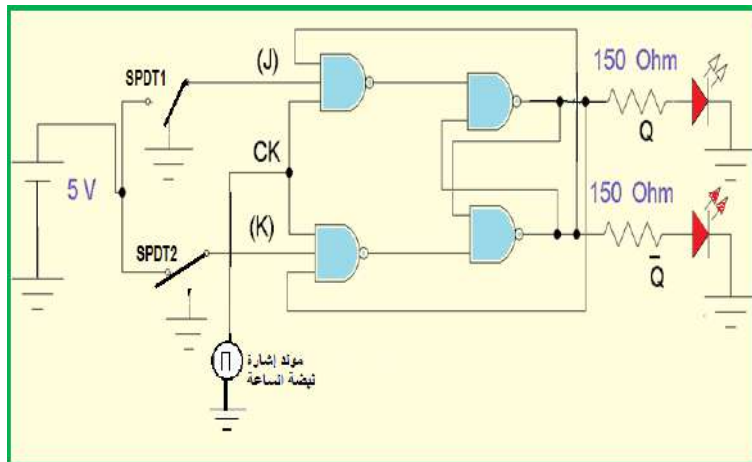 (J)
150 Ohm
SPDT1
Q
CK
5 V
150 Ohm
SPDT2
(K)
Q̅
مولد إشارة
نبضة الساعة